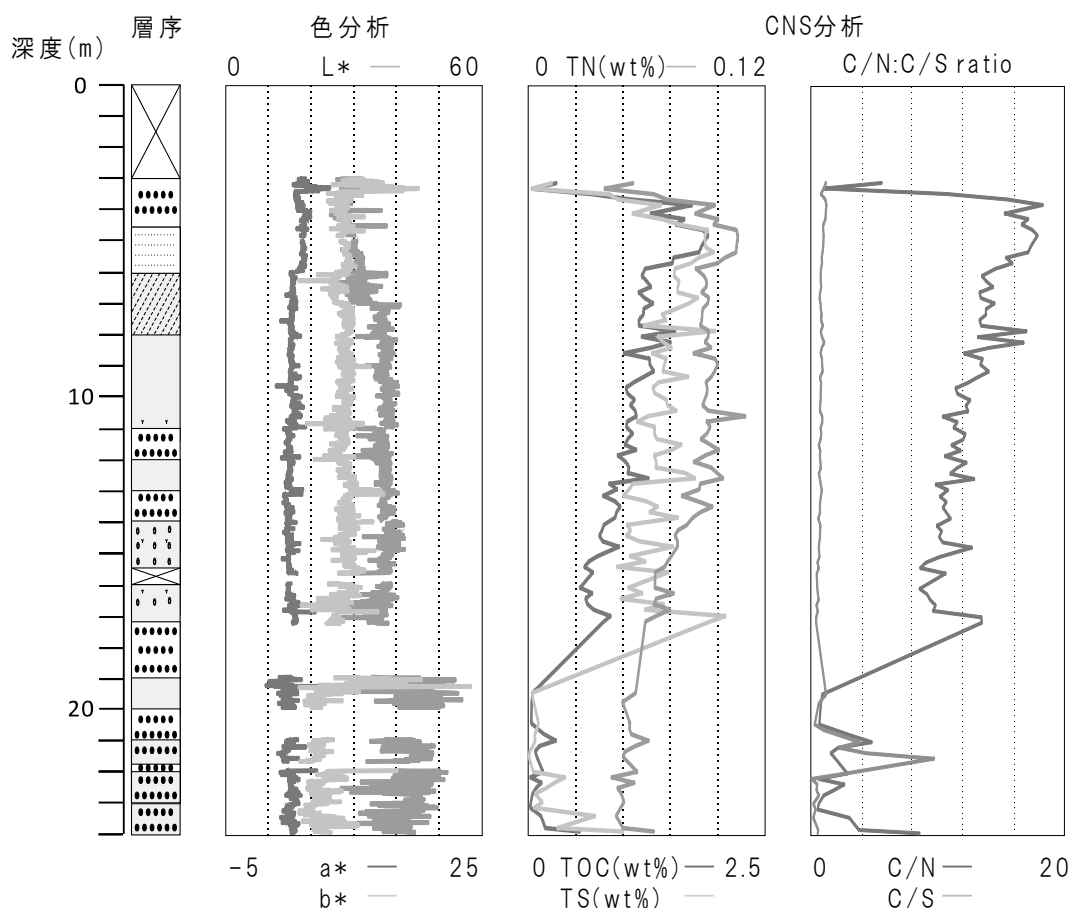 層序 色分析 CNS分析
深度(m)
0 L* 60 0 TN(wt%) 0.12 C/N:C/S ratio
0
10
20
-5 a* 25 0 TOC(wt%) 2.5 0 C/N 20
b* TS(wt%) C/S